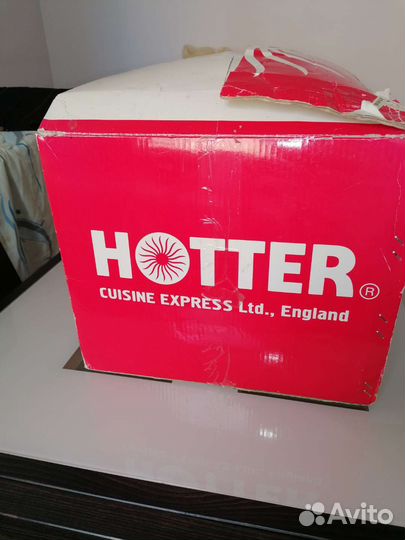 HOTTER®
CUISINE EXPRESS Ltd., England
Avito